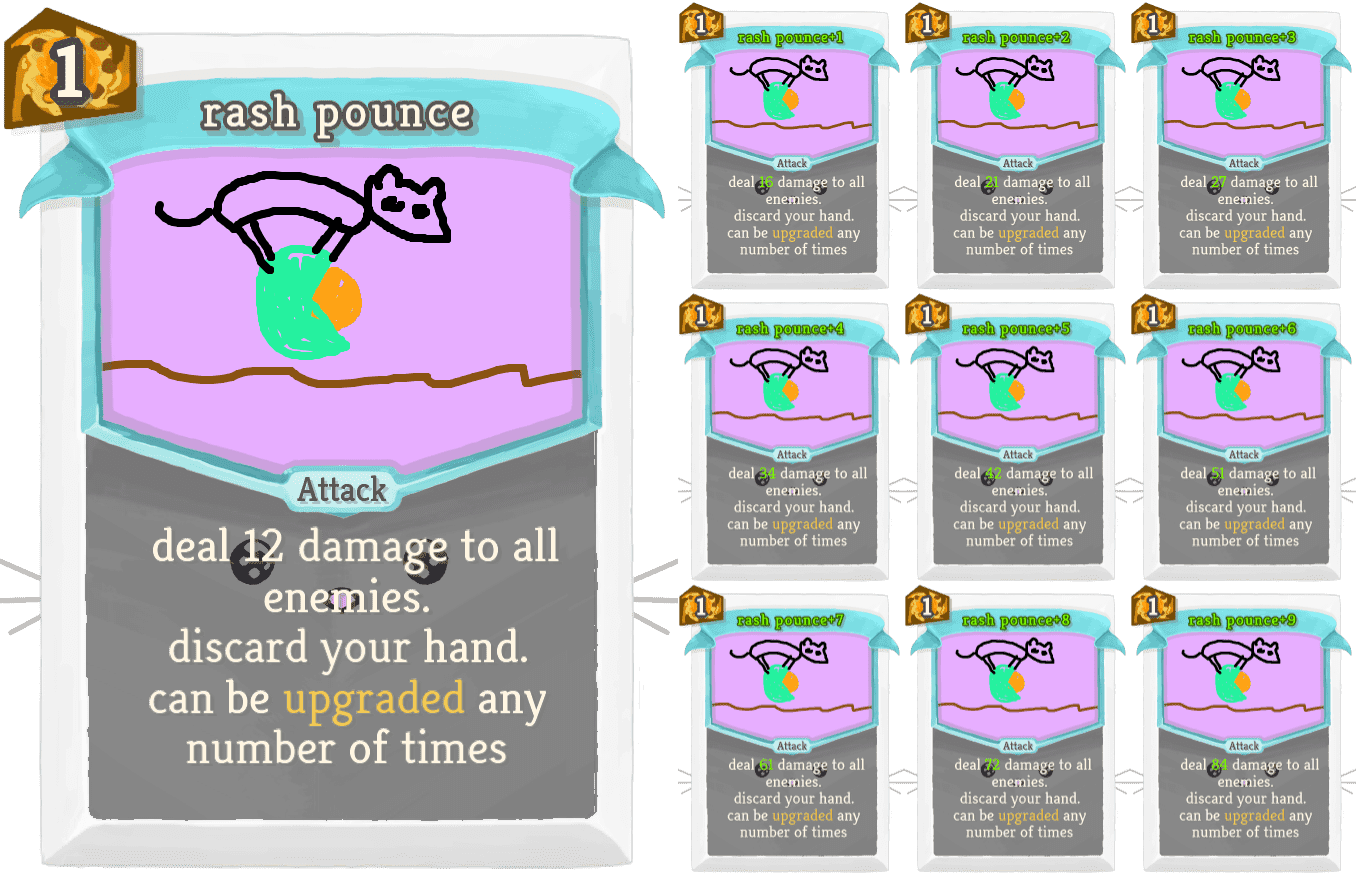 1
rash pounce
Attack
deal 12 damage to all
enemies.
discard your hand.
can be upgraded any
number of times
1
rash pounce+1
Attack
deal 16 damage to all
enemies.
discard your hand.
can be upgraded any
number of times
1
rash pounce+2
Attack
deal 21 damage to all
enemies.
discard your hand.
can be upgraded any
number of times
1
rash pounce+3
Attack
deal 27 damage to all
enemies.
discard your hand.
can be upgraded any
number of times
1
rash pounce+4
Attack
deal 34 damage to all
enemies.
discard your hand.
can be upgraded any
number of times
1
rash pounce+5
Attack
deal 42 damage to all
enemies.
discard your hand.
can be upgraded any
number of times
1
rash pounce+6
Attack
deal 51 damage to all
enemies.
discard your hand.
can be upgraded any
number of times
1
rash pounce+7
Attack
deal 61 damage to all
enemies.
discard your hand.
can be upgraded any
number of times
1
rash pounce+8
Attack
deal 72 damage to all
enemies.
discard your hand.
can be upgraded any
number of times
1
rash pounce+9
Attack
deal 84 damage to all
enemies.
discard your hand.
can be upgraded any
number of times